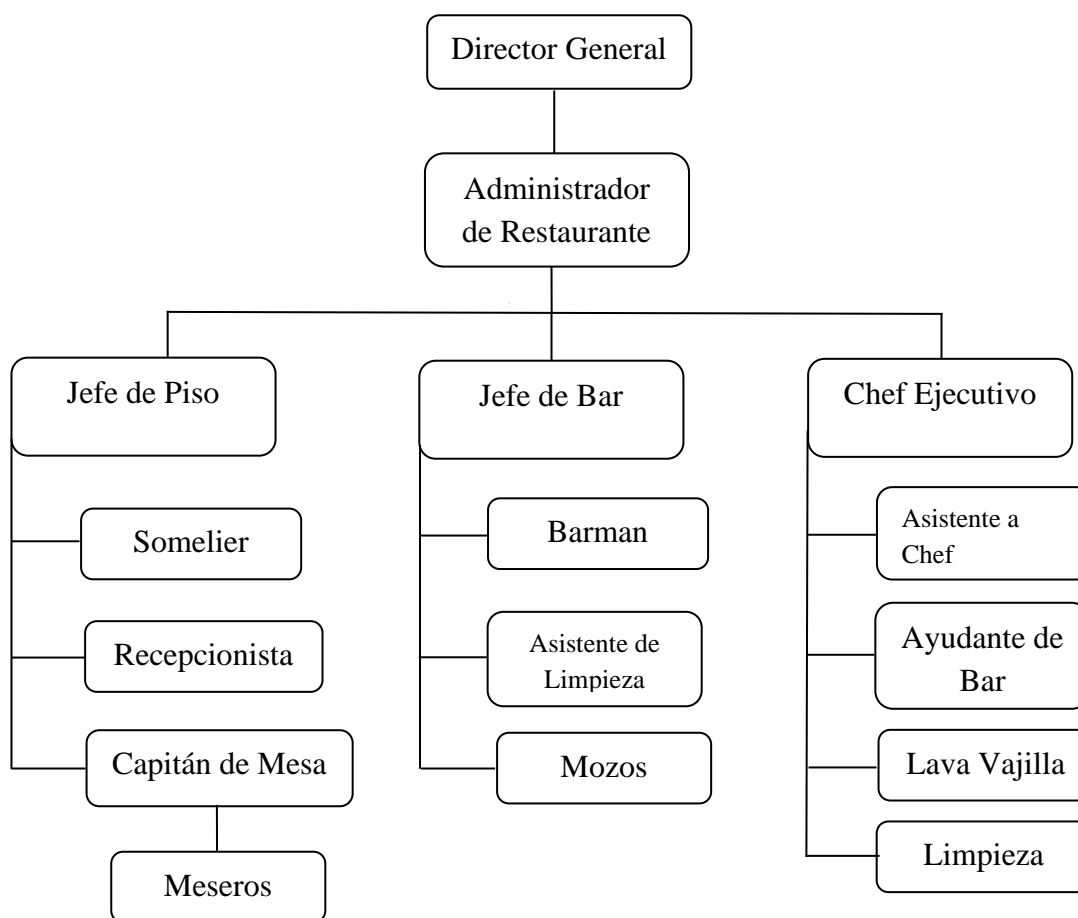 Director General
Administrador
de Restaurante
Jefe de Piso
Jefe de Bar
Chef Ejecutivo
Somelier
Barman
Asistente a
Chef
Recepcionista
Asistente de
Limpieza
Ayudante de
Bar
Capitán de Mesa
Mozos
Lava Vajilla
Meseros
Limpieza